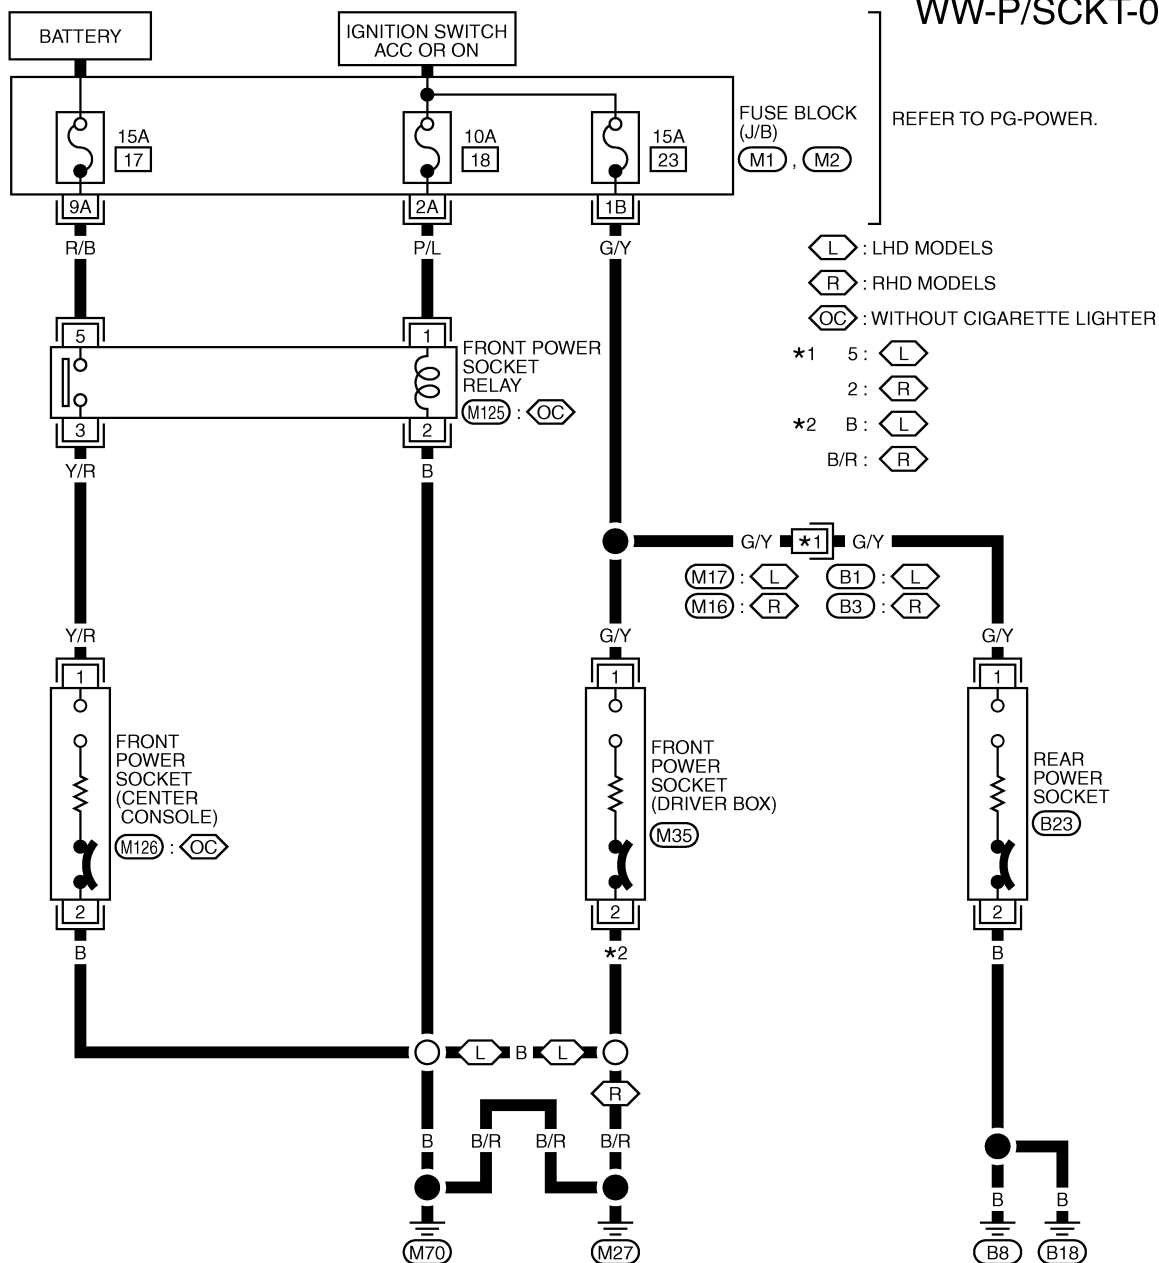 WW-P/SCKT-0
BATTERY
IGNITION SWITCH
ACC OR ON
15A
17
10A
18
15A
23
FUSE BLOCK
(J/B)
M1 , M2
REFER TO PG-POWER.
9A
2A
1B
R/B
P/L
G/Y
L : LHD MODELS
R : RHD MODELS
OC : WITHOUT CIGARETTE LIGHTER
*1 5 : L
2 : R
*2 B : L
B/R : R
5
1
FRONT POWER
SOCKET
RELAY
M125 : OC
3
2
Y/R
B
G/Y *1 G/Y
M17 : L B1 : L
M16 : R B3 : R
Y/R
G/Y
G/Y
1
1
1
FRONT
POWER
SOCKET
(CENTER
CONSOLE)
M126 : OC
FRONT
POWER
SOCKET
(DRIVER BOX)
M35
REAR
POWER
SOCKET
B23
2
2
2
B
*2
B
L B L
R
B
B/R
B/R
B/R
B
B
M70
M27
B8
B18